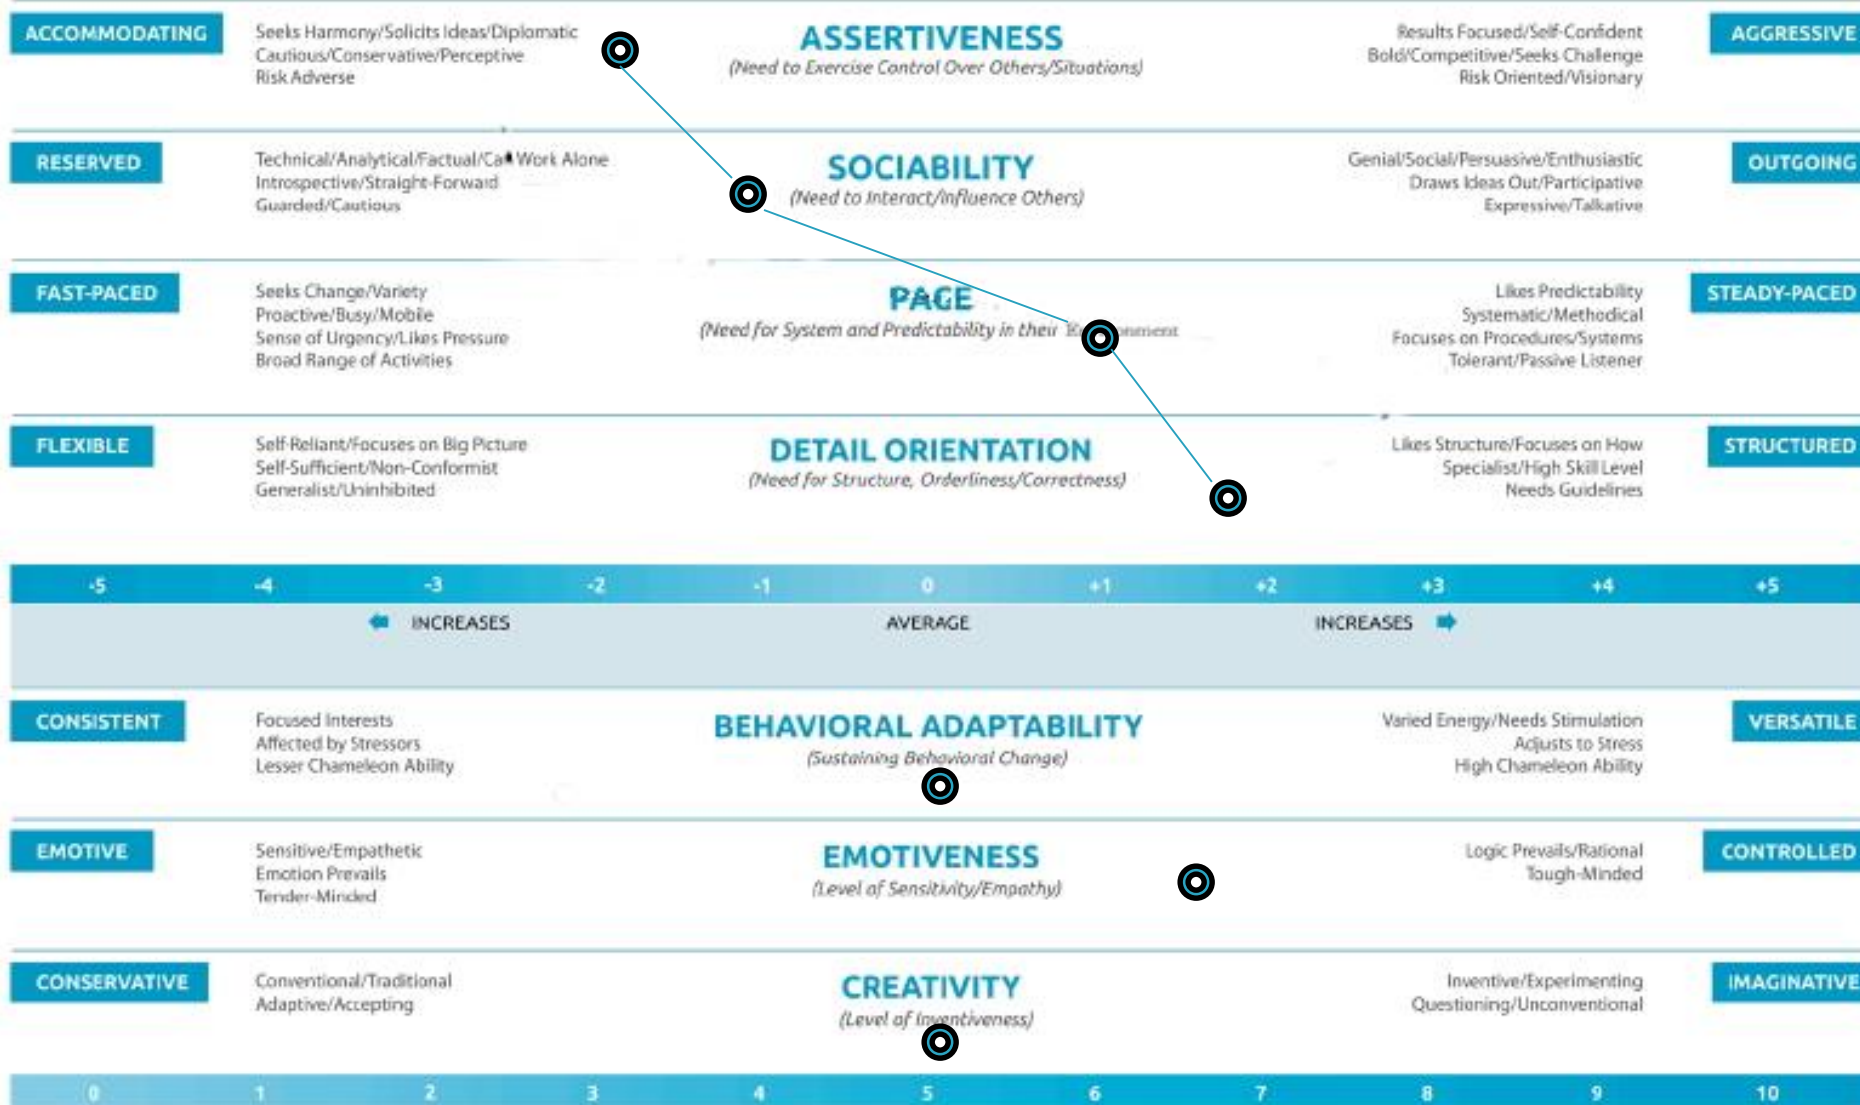 ACCOMMODATING
Seeks Harmony/Solicits Ideas/Diplomatic
Cautious/Conservative/Perceptive
Risk Adverse
ASSERTIVENESS
(Need to Exercise Control Over Others/Situations)
Results Focused/Self-Confident
Bold/Competitive/Seeks Challenge
Risk Oriented/Visionary
AGGRESSIVE
RESERVED
Technical/Analytical/Factual/Ca Work Alone
Introspective/Straight-Forward
Guarded/Cautious
SOCIABILITY
(Need to Interact/Influence Others)
Genial/Social/Persuasive/Enthusiastic
Draws Ideas Out/Participative
Expressive/Talkative
OUTGOING
FAST-PACED
Seeks Change/Variety
Proactive/Busy/Mobile
Sense of Urgency/Likes Pressure
Broad Range of Activities
PACE
(Need for System and Predictability in their
Likes Predictability
Systematic/Methodical
Focuses on Procedures/Systems
Tolerant/Passive Listener
STEADY-PACED
FLEXIBLE
Self-Reliant/Focuses on Big Picture
Self-Sufficient/Non-Conformist
Generalist/Uninhibited
DETAIL ORIENTATION
(Need for Structure, Orderliness/Correctness)
Likes Structure/Focuses on How
Specialist/High Skill Level
Needs Guidelines
STRUCTURED
-5 -4 -3 -2 -1 0 +1 +2 +3 +4 +5
INCREASES AVERAGE INCREASES
CONSISTENT
Focused Interests
Affected by Stressors
Lesser Chameleon Ability
BEHAVIORAL ADAPTABILITY
(Sustaining Behavioral Change)
Varied Energy/Needs Stimulation
Adjusts to Stress
High Chameleon Ability
VERSATILE
EMOTIVE
Sensitive/Empathetic
Emotion Prevails
Tender-Minded
EMOTIVENESS
(Level of Sensitivity/Empathy)
Logic Prevails/Rational
Tough-Minded
CONTROLLED
CONSERVATIVE
Conventional/Traditional
Adaptive/Accepting
CREATIVITY
(Level of Inventiveness)
Inventive/Experimenting
Questioning/Unconventional
IMAGINATIVE
0 1 2 3 4 5 6 7 8 9 10